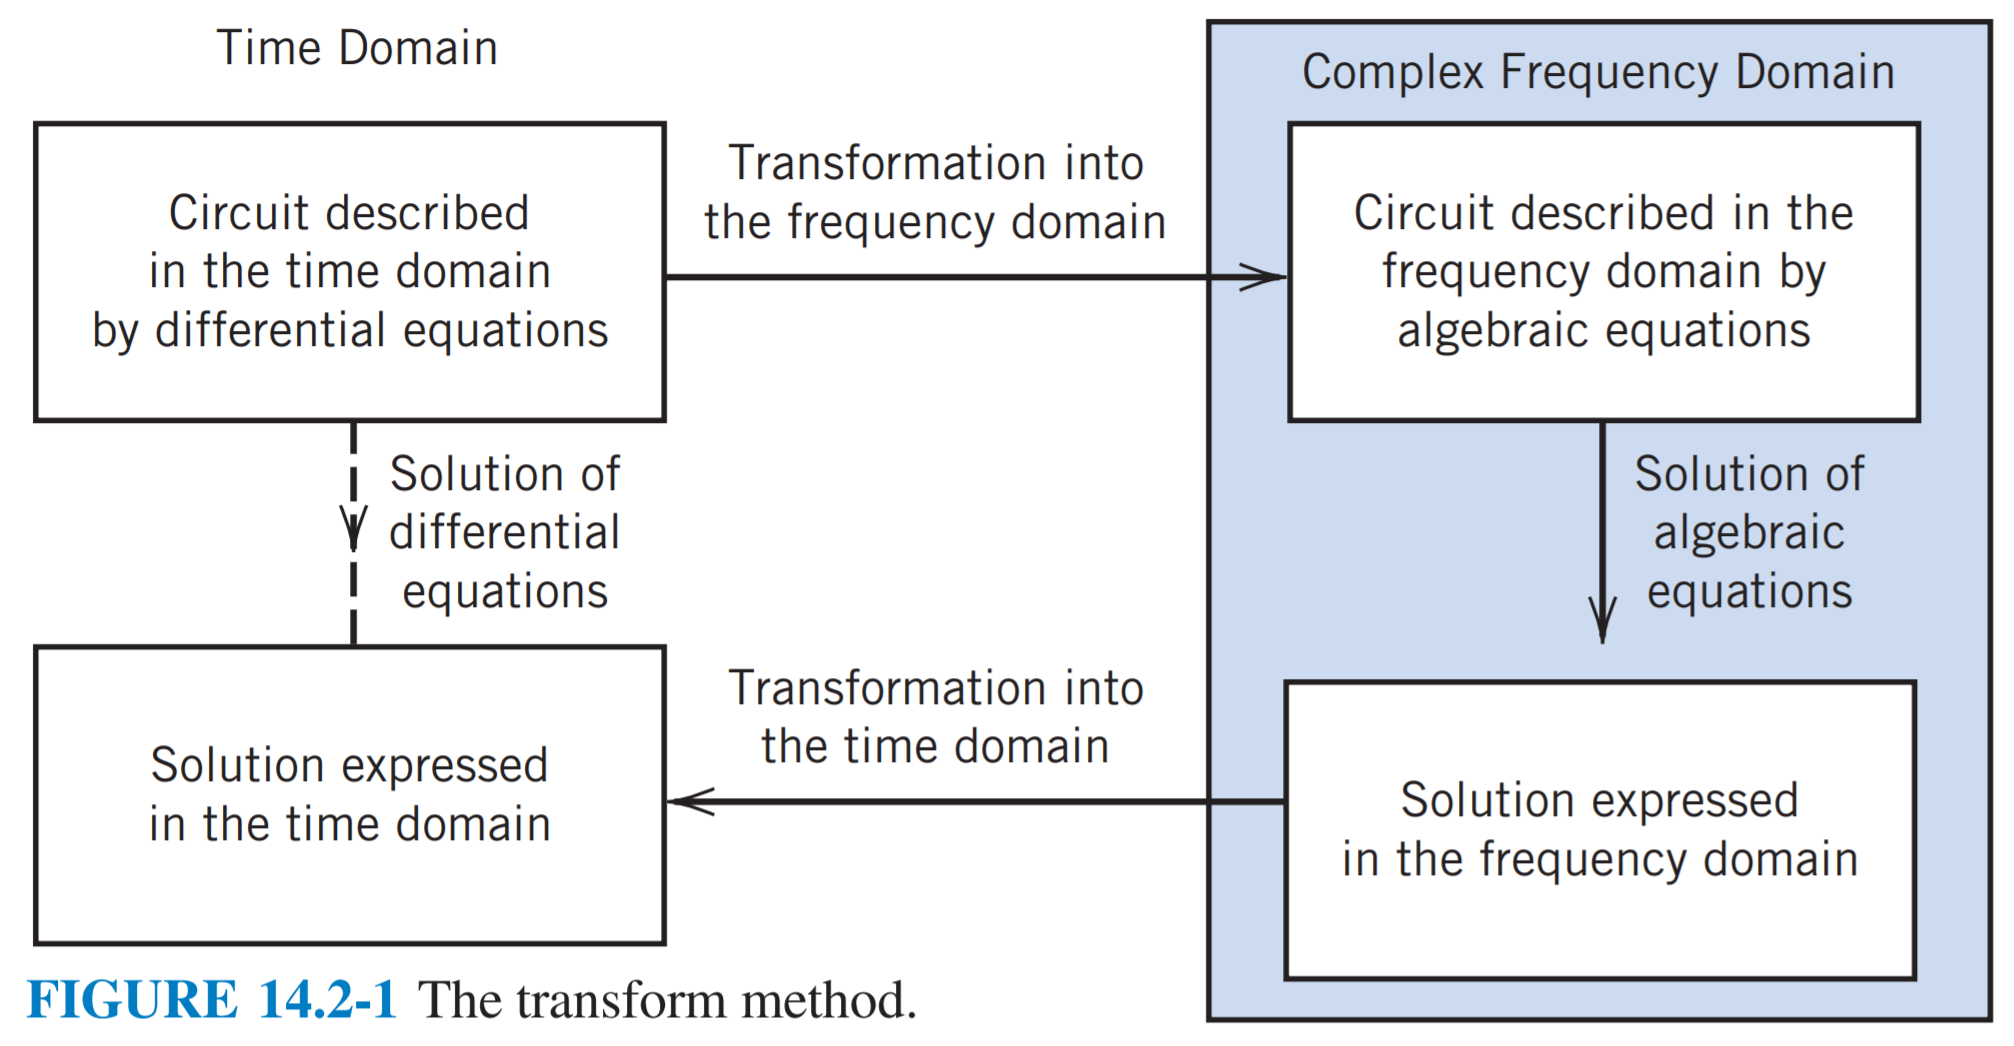 Time Domain
Complex Frequency Domain
Circuit described
in the time domain
by differential equations
Transformation into
the frequency domain
Circuit described in the
frequency domain by
algebraic equations
Solution of
differential
equations
Solution of
algebraic
equations
Solution expressed
in the time domain
Transformation into
the time domain
Solution expressed
in the frequency domain
FIGURE 14.2-1 The transform method.